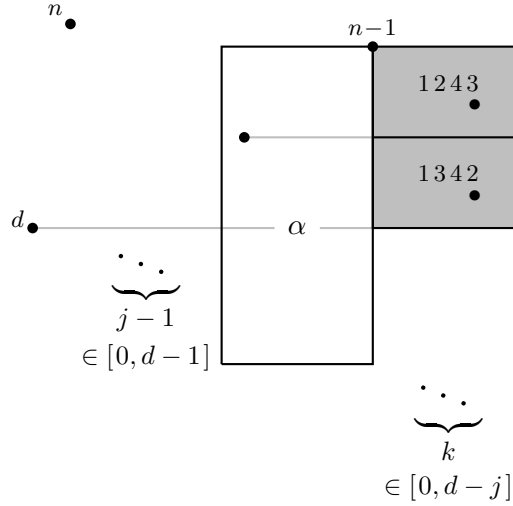 n
n−1
1243
1342
d
α
j − 1
∈ [0, d − 1]
k
∈ [0, d − j]